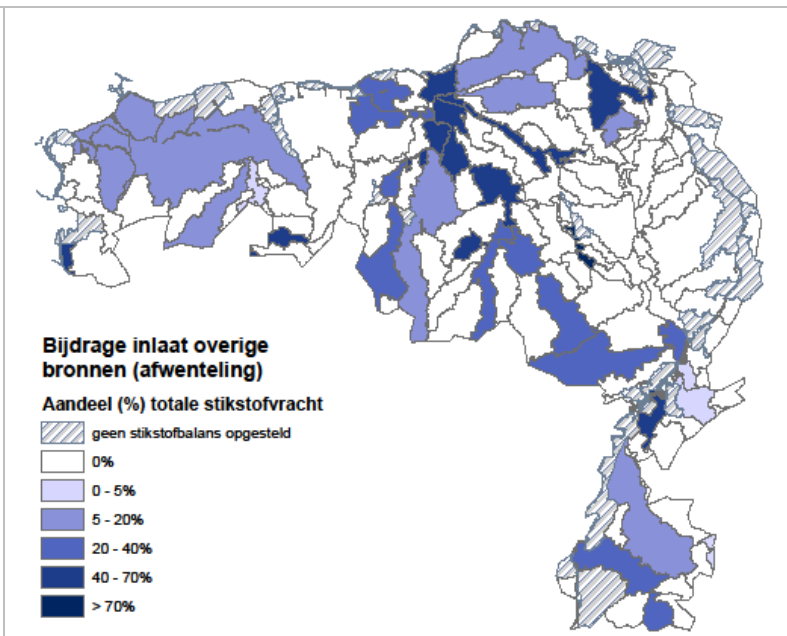 Bijdrage inlaat overige
bronnen (afwenteling)
Aandeel (%) totale stikstofvracht
geen stikstofbalans opgesteld
0%
0 - 5%
5 - 20%
20 - 40%
40 - 70%
> 70%